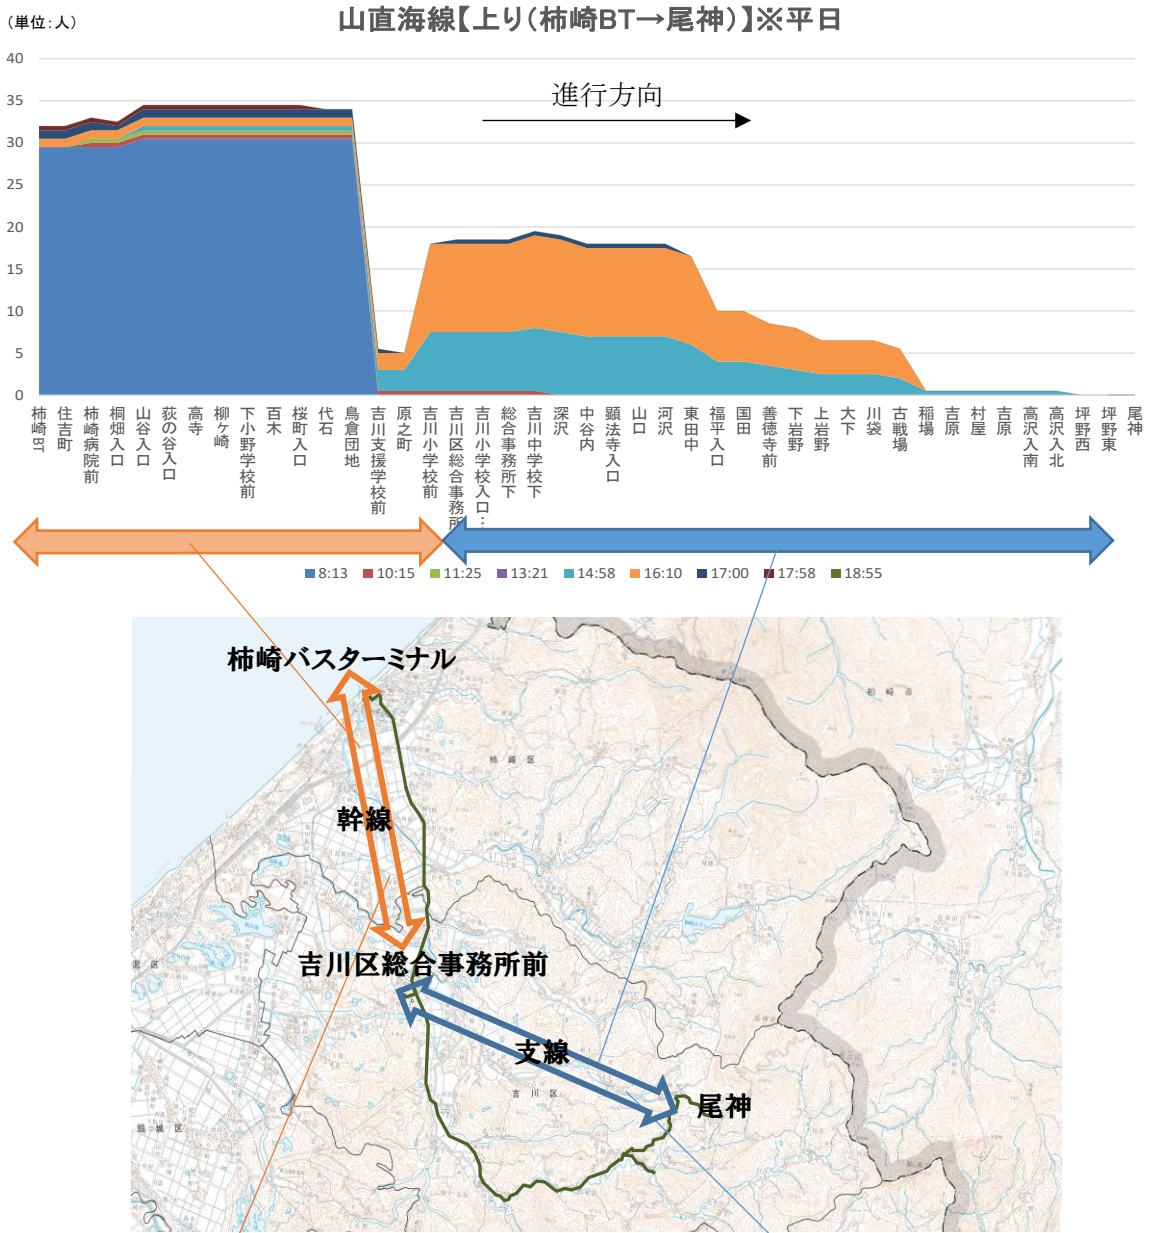 (単位:人)
山直海線【上り(柿崎BT→尾神)】※平日
進行方向
40
35
30
25
20
15
10
5
0
柿崎BT
住吉町
柿崎病院前
桐畑入口
山谷入口
荻の谷入口
高寺
柳ヶ崎
下小野学校前
百木
桜町入口
代石
鳥倉団地
吉川支援学校前
原之町
吉川小学校前
吉川区総合事務所
吉川小学校入口…
総合事務所下
吉川中学校下
深沢
中谷内
顕法寺入口
山口
河沢
東田中
福平入口
国田
善徳寺前
下岩野
上岩野
大下
川袋
古戦場
稲場
吉原
村屋
吉原
高沢入南
高沢入北
坪野西
坪野東
尾神
8:13 10:15 11:25 13:21 14:58 16:10 17:00 17:58 18:55
柿崎バスターミナル
柏崎市
柿崎区
幹線
吉川区総合事務所前
支線
吉川区
尾神